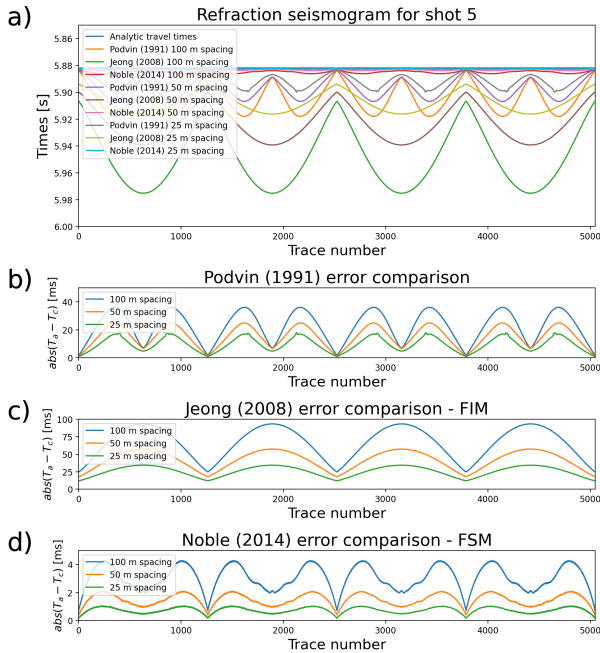 a)
Refraction seismogram for shot 5
5.86
5.88
5.90
5.92
5.94
5.96
5.98
6.00
Times [s]
Analytic travel times
Podvin (1991) 100 m spacing
Jeong (2008) 100 m spacing
Noble (2014) 100 m spacing
Podvin (1991) 50 m spacing
Jeong (2008) 50 m spacing
Noble (2014) 50 m spacing
Podvin (1991) 25 m spacing
Jeong (2008) 25 m spacing
Noble (2014) 25 m spacing
0 1000 2000 3000 4000 5000
Trace number
b)
Podvin (1991) error comparison
abs(Tₐ − T_c) [ms]
40
20
0
100 m spacing
50 m spacing
25 m spacing
0 1000 2000 3000 4000 5000
Trace number
c)
Jeong (2008) error comparison - FIM
abs(Tₐ − T_c) [ms]
100
75
50
25
0
100 m spacing
50 m spacing
25 m spacing
0 1000 2000 3000 4000 5000
Trace number
d)
Noble (2014) error comparison - FSM
abs(Tₐ − T_c) [ms]
4
2
0
100 m spacing
50 m spacing
25 m spacing
0 1000 2000 3000 4000 5000
Trace number